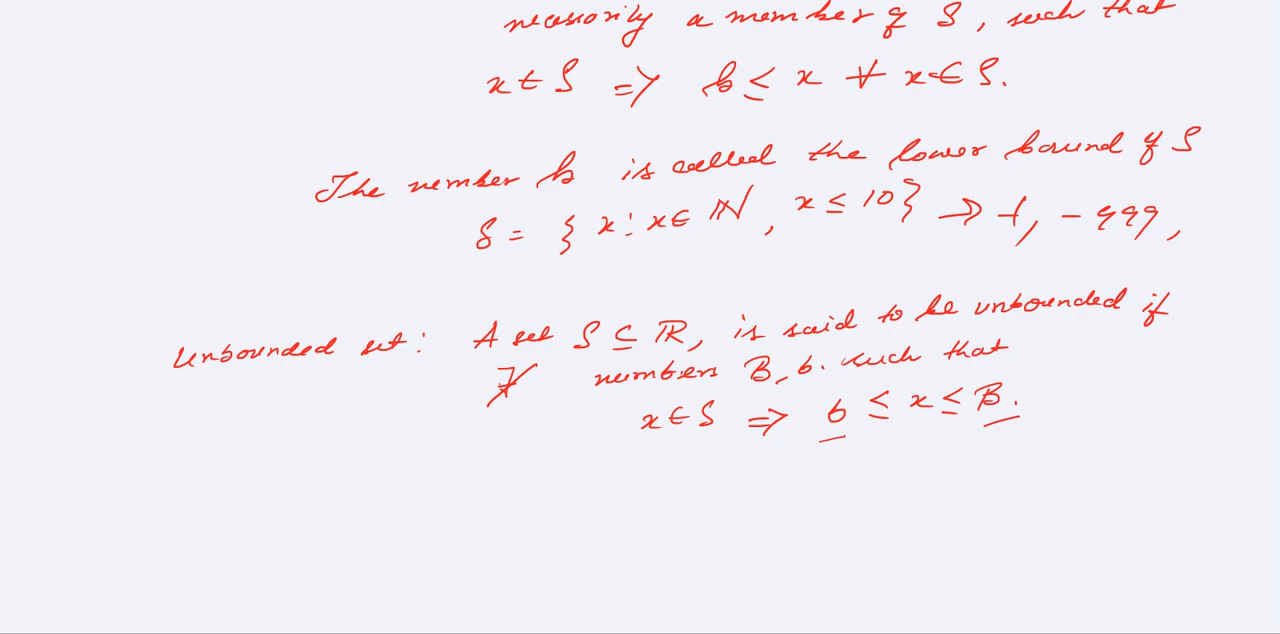 necessarily a member of S, such that
x ∈ S => b ≤ x ∀ x ∈ S.
The number b is called the lower bound of S
S = { x : x ∈ ℕ, x ≤ 10} → 1, - 999,
Unbounded set : A set S ⊆ ℝ, is said to be unbounded if
∄ numbers B, b. such that
x ∈ S => b ≤ x ≤ B.